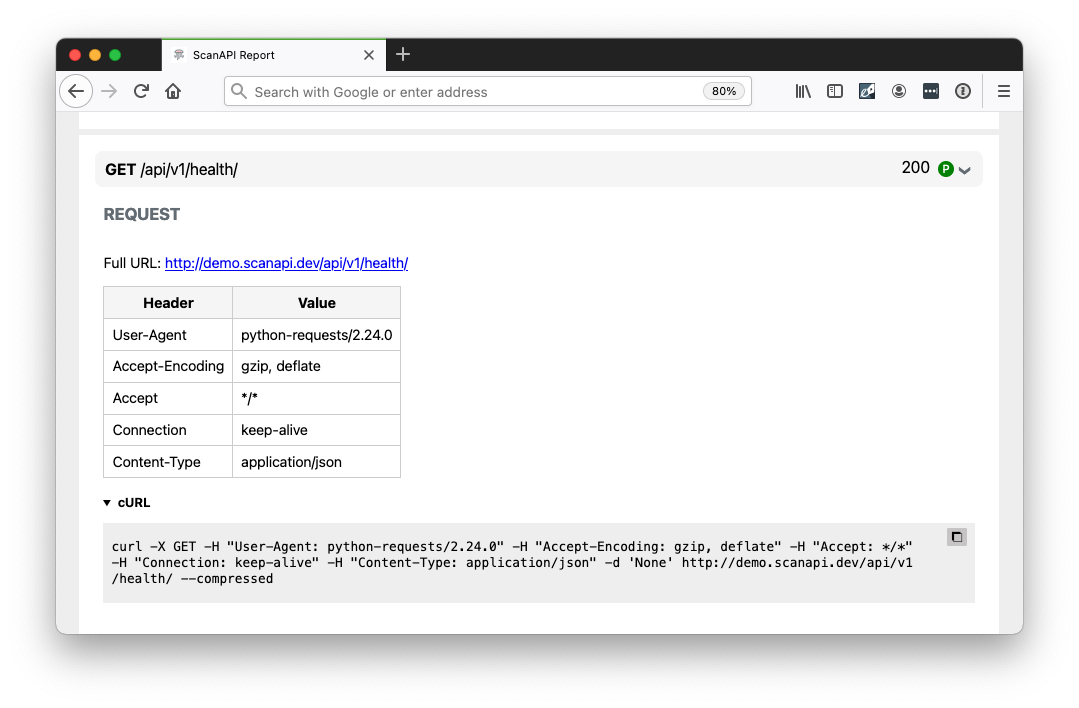 ScanAPI Report
Search with Google or enter address 80%
GET /api/v1/health/ 200 P
REQUEST
Full URL: http://demo.scanapi.dev/api/v1/health/
Header Value
User-Agent python-requests/2.24.0
Accept-Encoding gzip, deflate
Accept */*
Connection keep-alive
Content-Type application/json
cURL
curl -X GET -H "User-Agent: python-requests/2.24.0" -H "Accept-Encoding: gzip, deflate" -H "Accept: */*"
-H "Connection: keep-alive" -H "Content-Type: application/json" -d 'None' http://demo.scanapi.dev/api/v1
/health/ --compressed